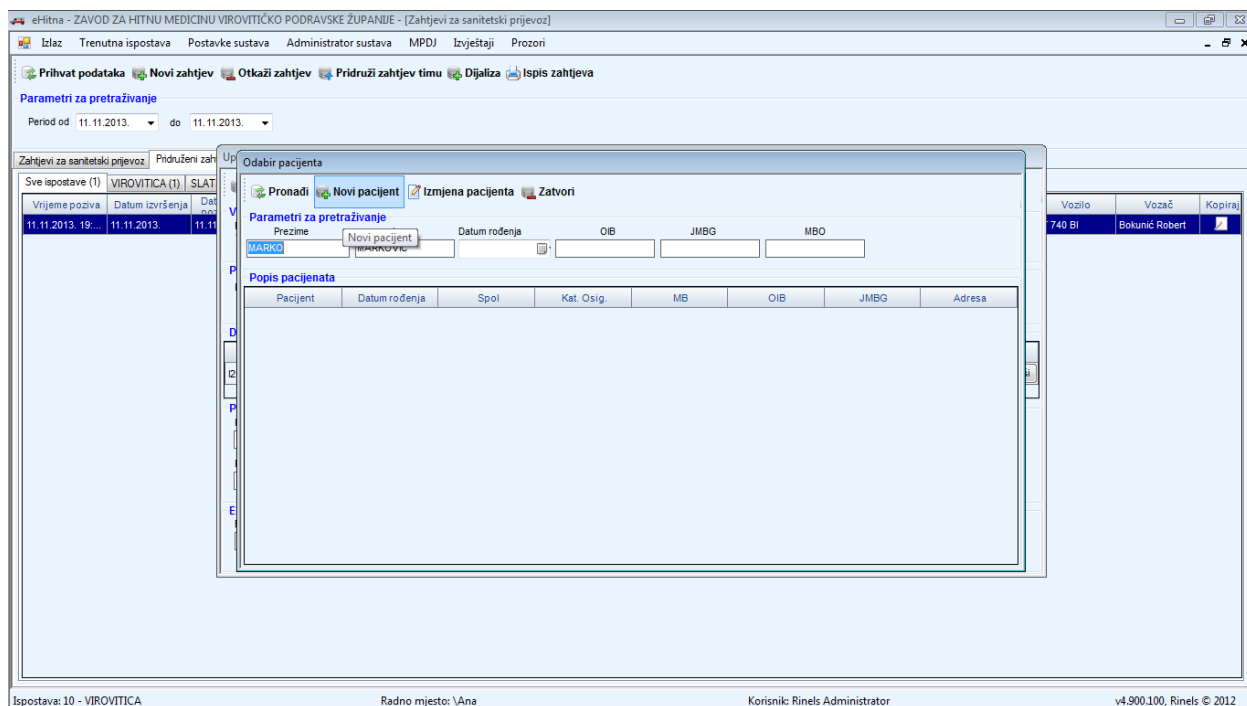 eHitna - ZAVOD ZA HITNU MEDICINU VIROVITIČKO PODRAVSKE ŽUPANIJE - [Zahtjevi za sanitetski prijevoz]
Izlaz Trenutna ispostava Postavke sustava Administrator sustava MPDJ Izvještaji Prozori
Prihvat podataka Novi zahtjev Otkaži zahtjev Pridruži zahtjev timu Dijaliza Ispis zahtjeva
Parametri za pretraživanje
Period od 11.11.2013. do 11.11.2013.
Zahtjevi za sanitetski prijevoz Pridruženi zah Up Odabir pacijenta
Sve ispostave (1) VIROVITICA (1) SLAT
Pronađi Novi pacijent Izmjena pacijenta Zatvori
Vrijeme poziva Datum izvršenja Dat Vozilo Vozač Kopiraj
11.11.2013. 19:... 11.11.2013. 11.11 740 BI Bokunić Robert
Parametri za pretraživanje
Prezime Datum rođenja OIB JMBG MBO
Novi pacijent
MARKO MARKOVIĆ
Popis pacijenata
Pacijent Datum rođenja Spol Kat. Osig. MB OIB JMBG Adresa
Ispostava: 10 - VIROVITICA Radno mjesto: \Ana Korisnik: Rinels Administrator v4.900.100, Rinels © 2012